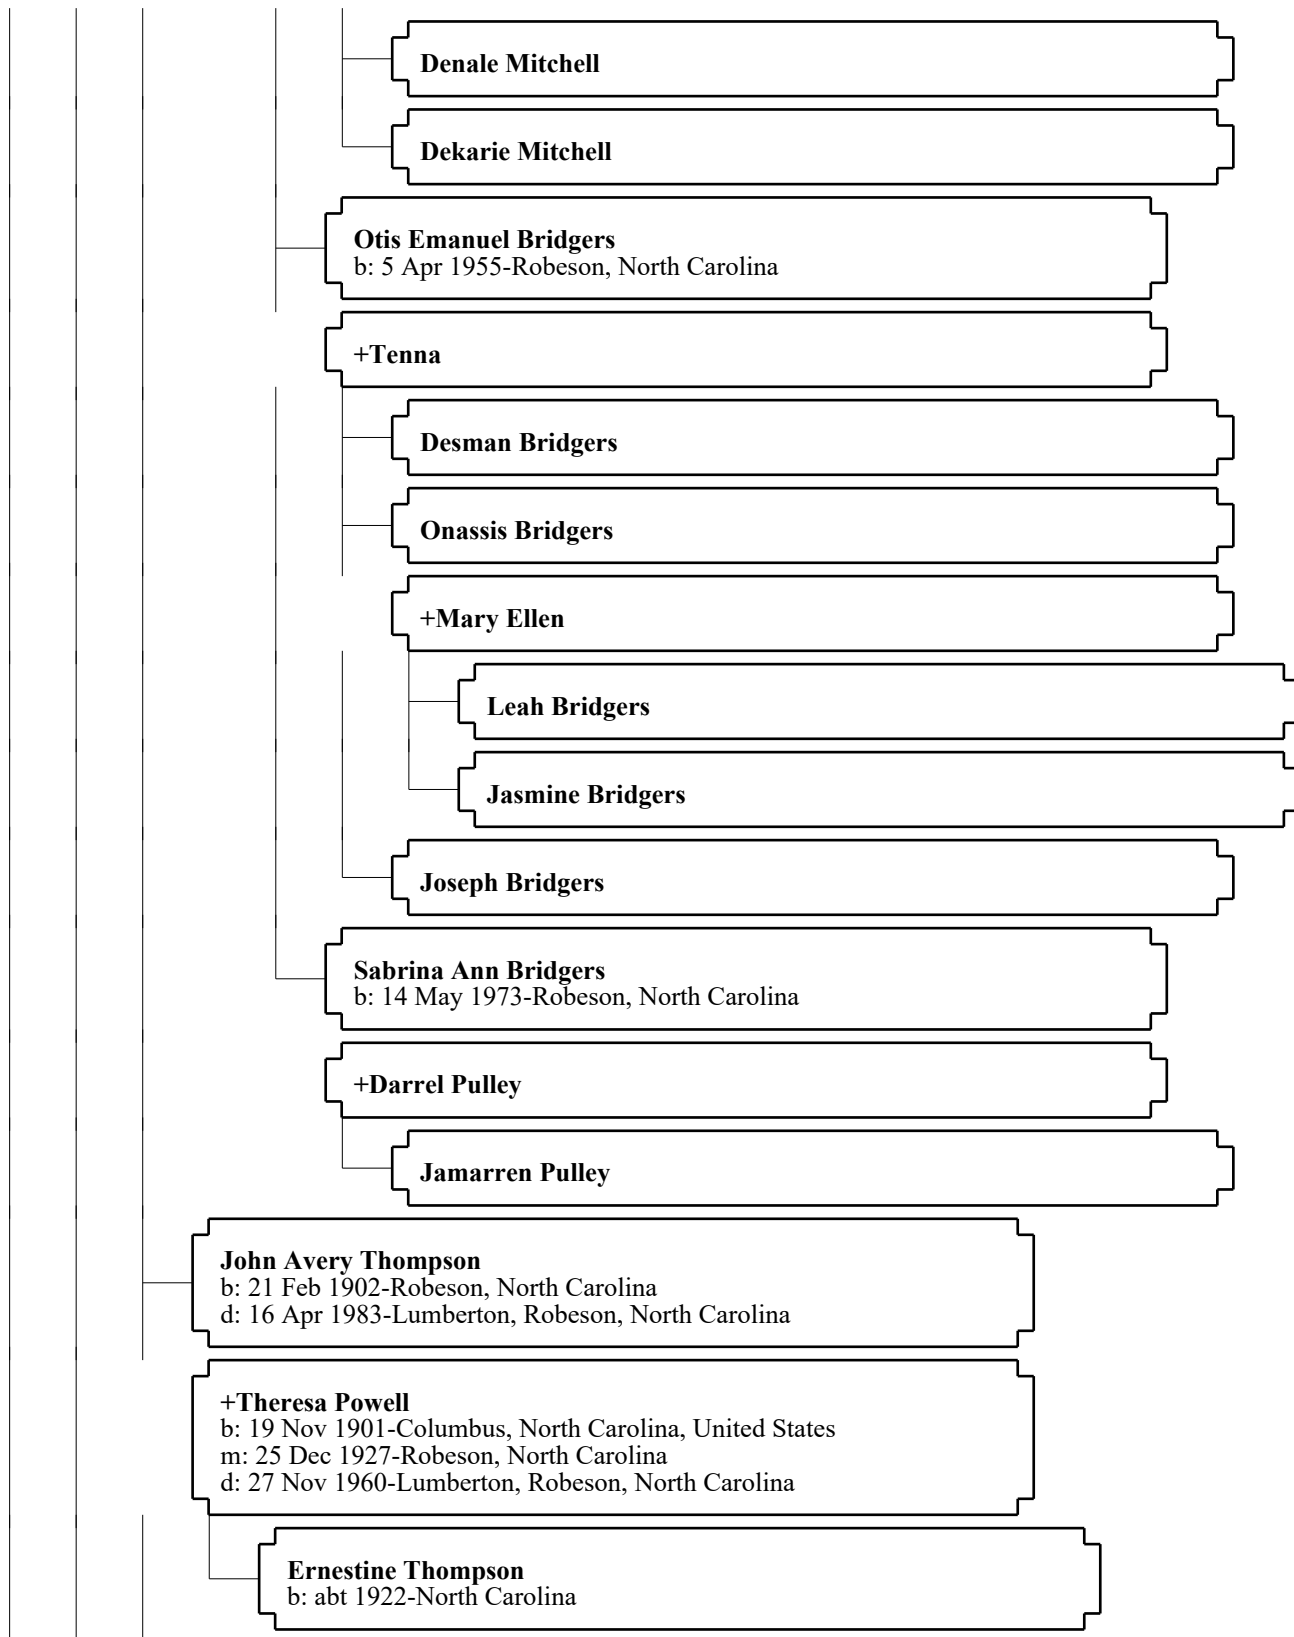 Denale Mitchell
Dekarie Mitchell
Otis Emanuel Bridgers
b: 5 Apr 1955-Robeson, North Carolina
+Tenna
Desman Bridgers
Onassis Bridgers
+Mary Ellen
Leah Bridgers
Jasmine Bridgers
Joseph Bridgers
Sabrina Ann Bridgers
b: 14 May 1973-Robeson, North Carolina
+Darrel Pulley
Jamarren Pulley
John Avery Thompson
b: 21 Feb 1902-Robeson, North Carolina
d: 16 Apr 1983-Lumberton, Robeson, North Carolina
+Theresa Powell
b: 19 Nov 1901-Columbus, North Carolina, United States
m: 25 Dec 1927-Robeson, North Carolina
d: 27 Nov 1960-Lumberton, Robeson, North Carolina
Ernestine Thompson
b: abt 1922-North Carolina